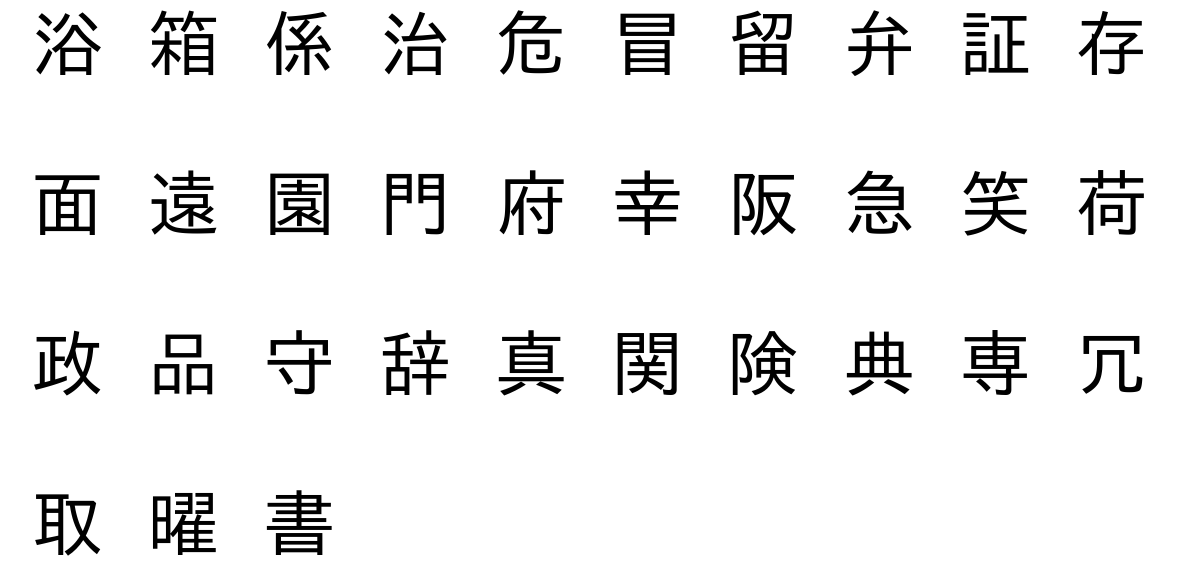 浴 箱 係 治 危 冒 留 弁 証 存
面 遠 園 門 府 幸 阪 急 笑 荷
政 品 守 辞 真 関 険 典 専 冗
取 曜 書